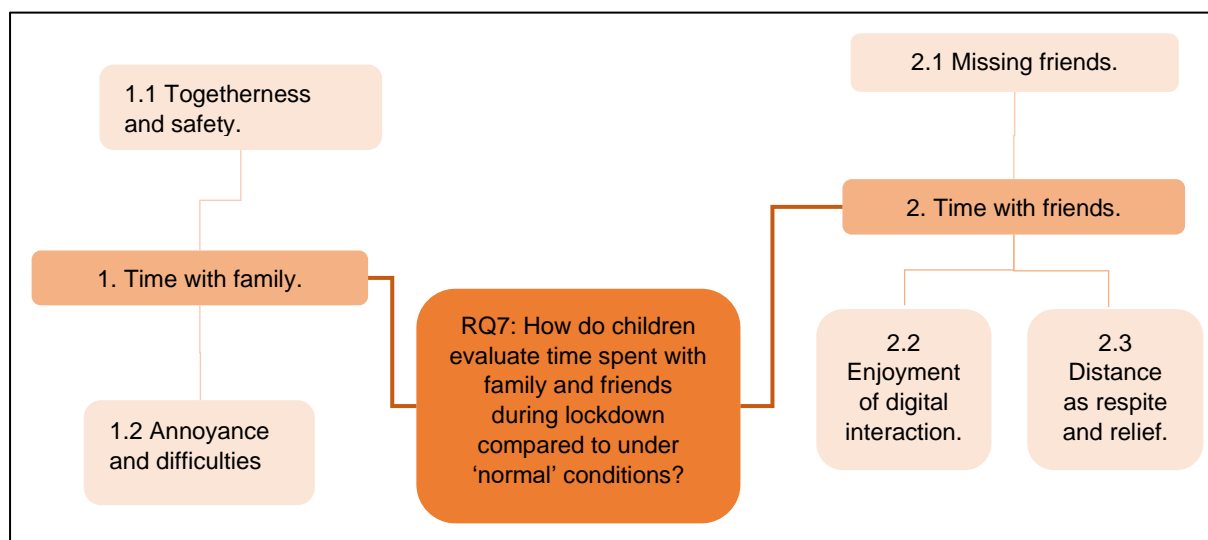 1.1 Togetherness
and safety.
1. Time with family.
1.2 Annoyance
and difficulties
RQ7: How do children
evaluate time spent with
family and friends
during lockdown
compared to under
‘normal’ conditions?
2.1 Missing friends.
2. Time with friends.
2.2
Enjoyment
of digital
interaction.
2.3
Distance
as respite
and relief.